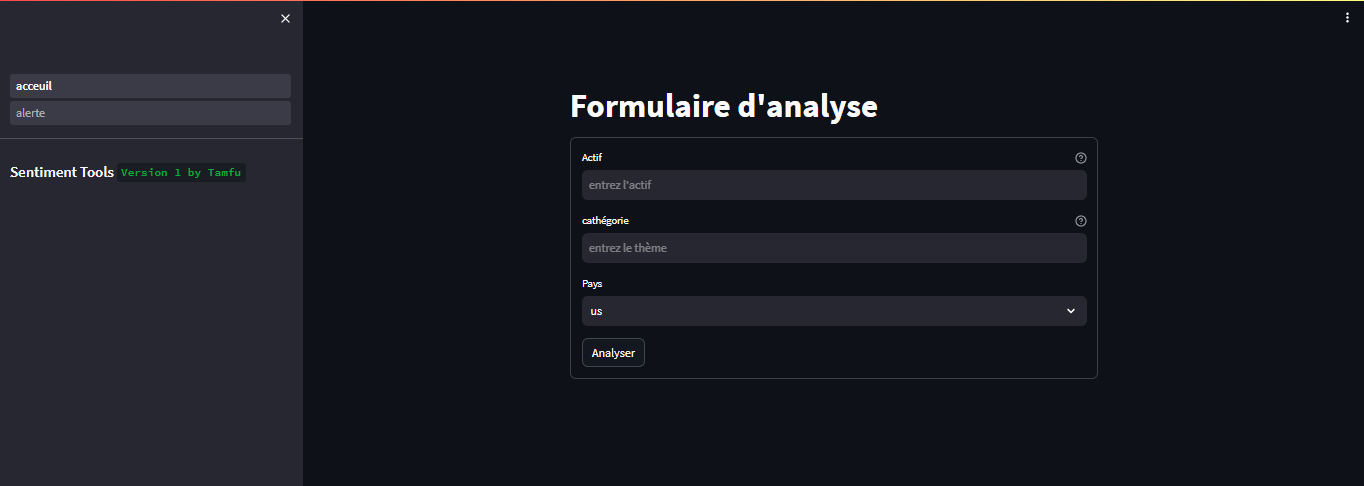 acceuil
alerte
Sentiment Tools Version 1 by Tamfu
Formulaire d'analyse
Actif
entrez l'actif
cathégorie
entrez le thème
Pays
us
Analyser